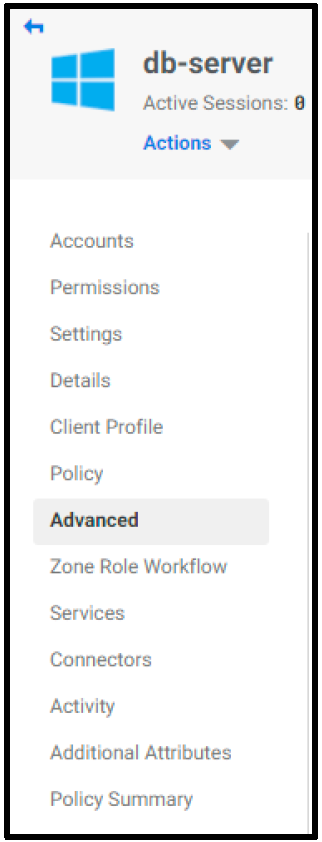 db-server
Active Sessions: 0
Actions
Accounts
Permissions
Settings
Details
Client Profile
Policy
Advanced
Zone Role Workflow
Services
Connectors
Activity
Additional Attributes
Policy Summary